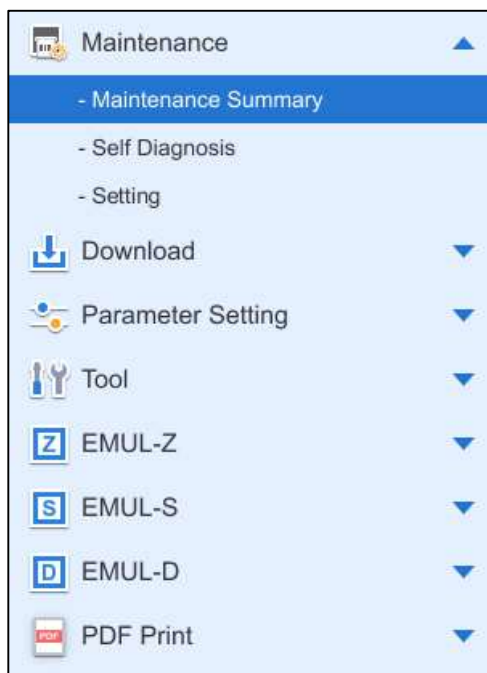 Maintenance
- Maintenance Summary
- Self Diagnosis
- Setting
Download
Parameter Setting
Tool
Z EMUL-Z
S EMUL-S
D EMUL-D
PDF PDF Print